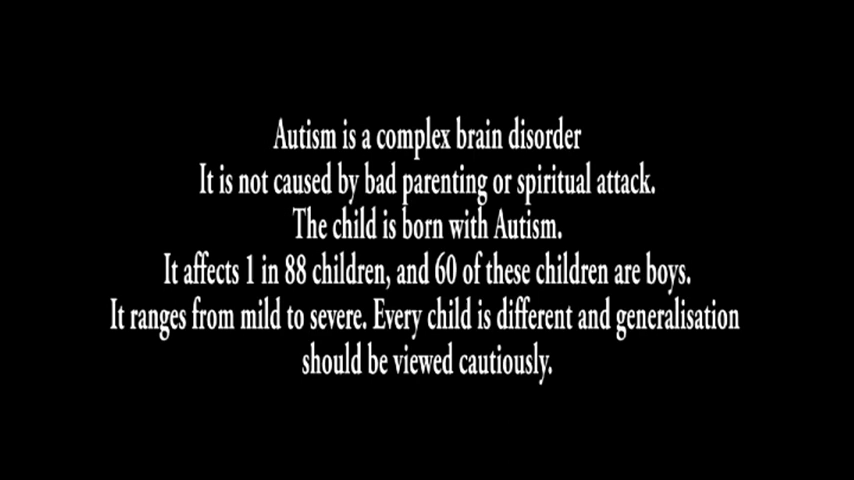 Autism is a complex brain disorder
It is not caused by bad parenting or spiritual attack.
The child is born with Autism.
It affects 1 in 88 children, and 60 of these children are boys.
It ranges from mild to severe. Every child is different and generalisation
should be viewed cautiously.